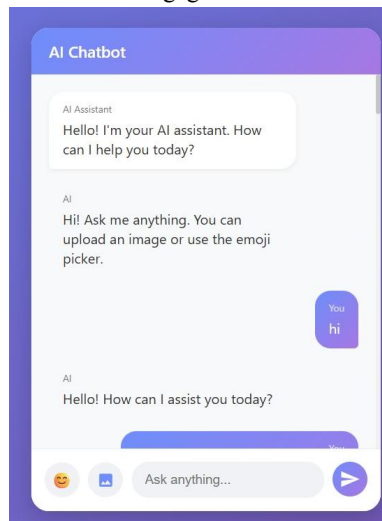 AI Chatbot
AI Assistant
Hello! I'm your AI assistant. How
can I help you today?
AI
Hi! Ask me anything. You can
upload an image or use the emoji
picker.
You
hi
AI
Hello! How can I assist you today?
You
Ask anything...